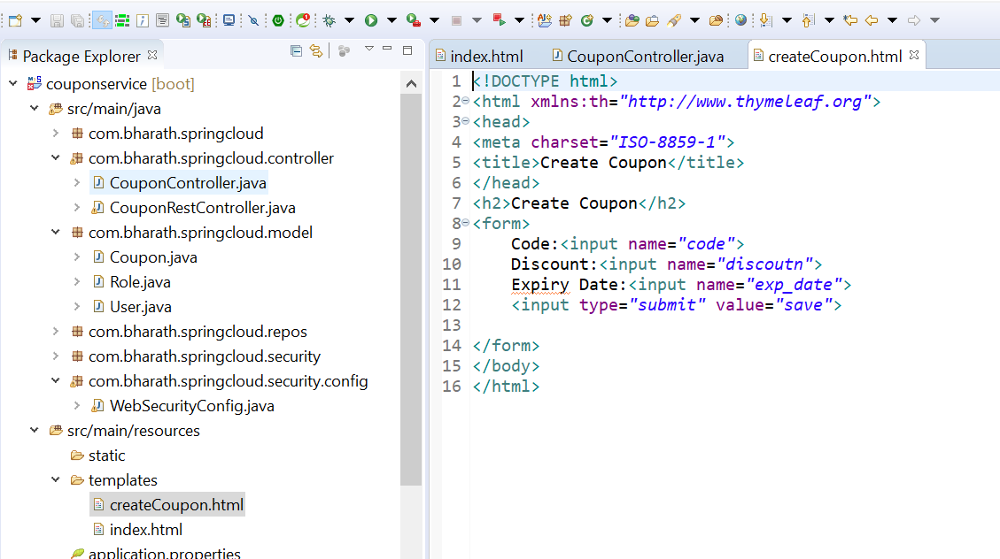 Package Explorer
couponservice [boot]
src/main/java
com.bharath.springcloud
com.bharath.springcloud.controller
CouponController.java
CouponRestController.java
com.bharath.springcloud.model
Coupon.java
Role.java
User.java
com.bharath.springcloud.repos
com.bharath.springcloud.security
com.bharath.springcloud.security.config
WebSecurityConfig.java
src/main/resources
static
templates
createCoupon.html
index.html
application.properties
index.html CouponController.java createCoupon.html
1 <!DOCTYPE html>
2 <html xmlns:th="http://www.thymeleaf.org">
3 <head>
4 <meta charset="ISO-8859-1">
5 <title>Create Coupon</title>
6 </head>
7 <h2>Create Coupon</h2>
8 <form>
9 Code:<input name="code">
10 Discount:<input name="discoutn">
11 Expiry Date:<input name="exp_date">
12 <input type="submit" value="save">
13
14 </form>
15 </body>
16 </html>